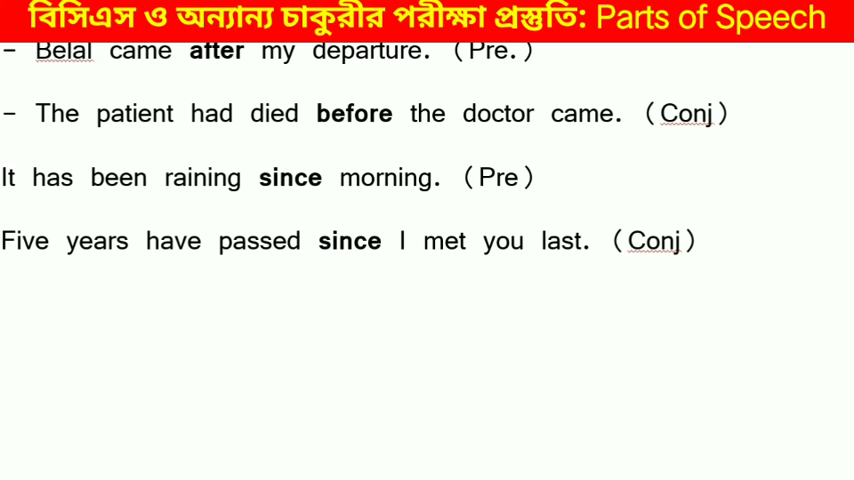 বিসিএস ও অন্যান্য চাকুরীর পরীক্ষা প্রস্তুতি: Parts of Speech
– Belal came after my departure. (Pre.)
– The patient had died before the doctor came. (Conj)
It has been raining since morning. (Pre)
Five years have passed since I met you last. (Conj)